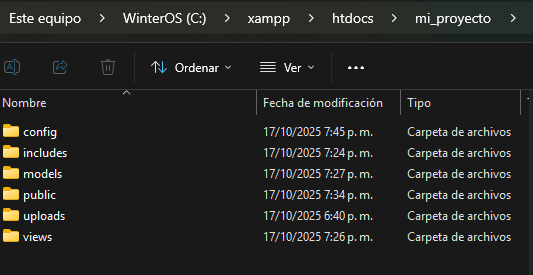 Este equipo > WinterOS (C:) > xampp > htdocs > mi_proyecto >
Ordenar Ver ...
Nombre Fecha de modificación Tipo
config 17/10/2025 7:45 p. m. Carpeta de archivos
includes 17/10/2025 7:24 p. m. Carpeta de archivos
models 17/10/2025 7:27 p. m. Carpeta de archivos
public 17/10/2025 7:34 p. m. Carpeta de archivos
uploads 17/10/2025 6:40 p. m. Carpeta de archivos
views 17/10/2025 7:26 p. m. Carpeta de archivos